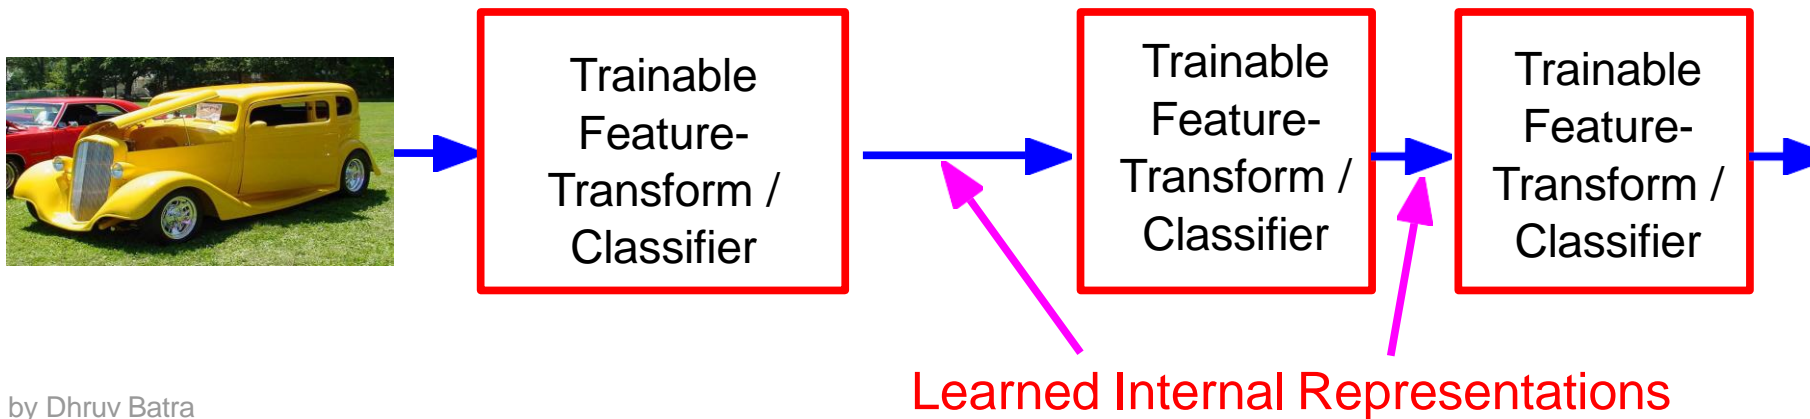 Trainable
Feature-
Transform /
Classifier
Trainable
Feature-
Transform /
Classifier
Trainable
Feature-
Transform /
Classifier
Learned Internal Representations
by Dhruv Batra